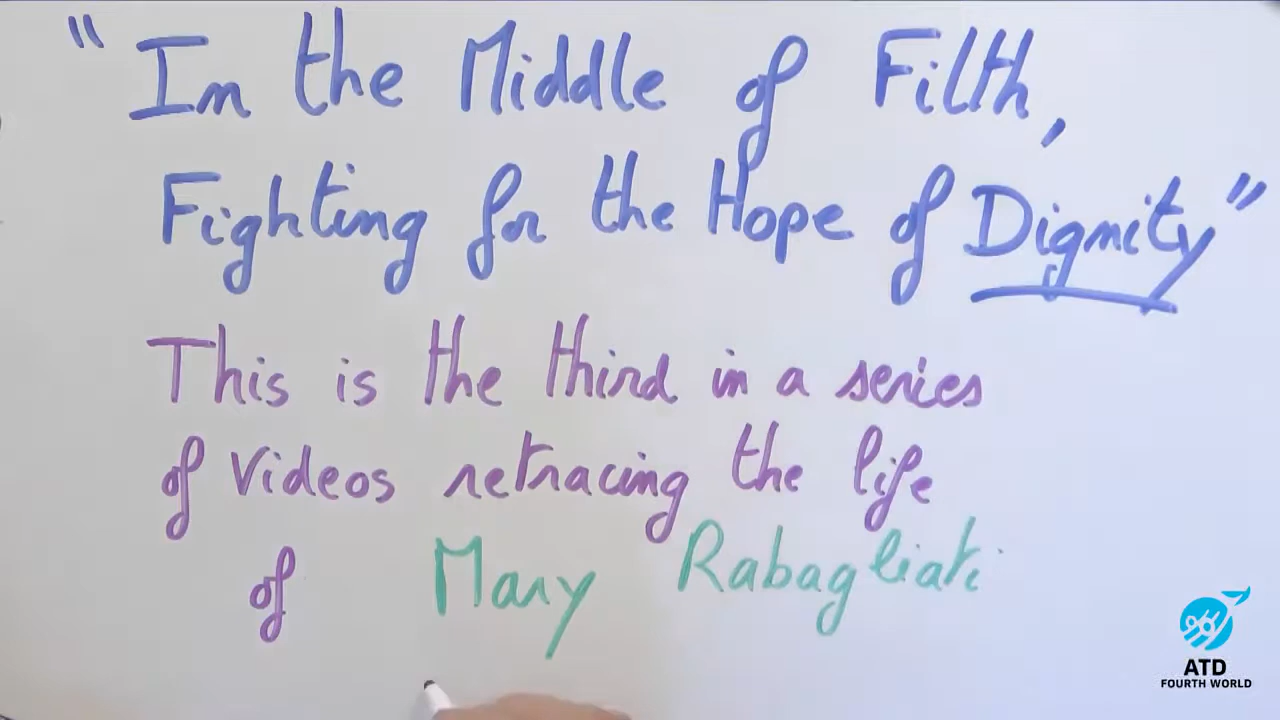 "In the Middle of Filth,
Fighting for the Hope of Dignity"
This is the third in a series
of videos retracing the life
of Mary Rabagliati
ATD
FOURTH WORLD